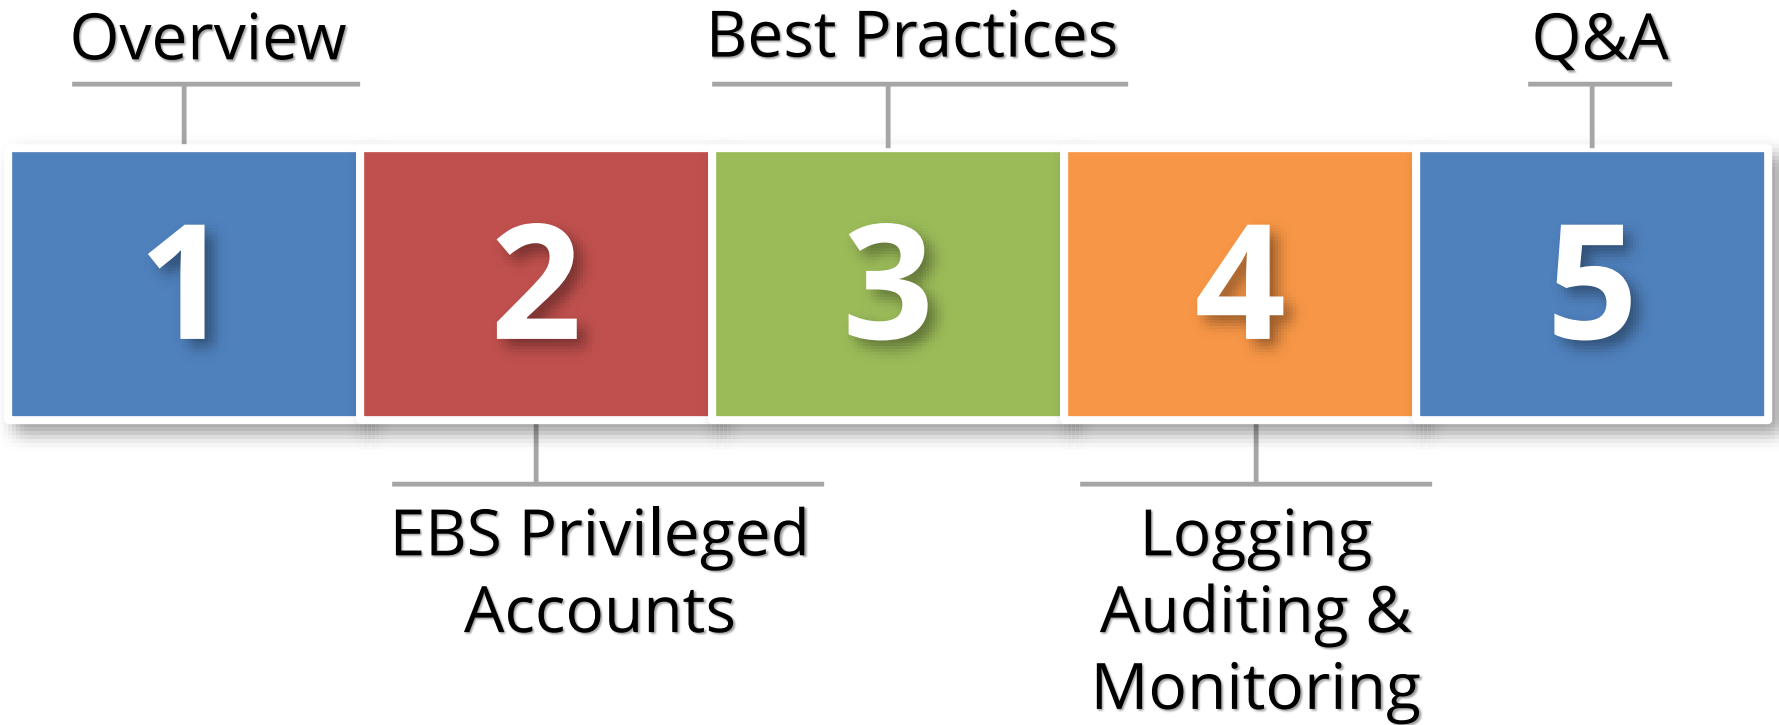 Overview
Best Practices
Q&A
1
2
3
4
5
EBS Privileged
Accounts
Logging
Auditing &
Monitoring